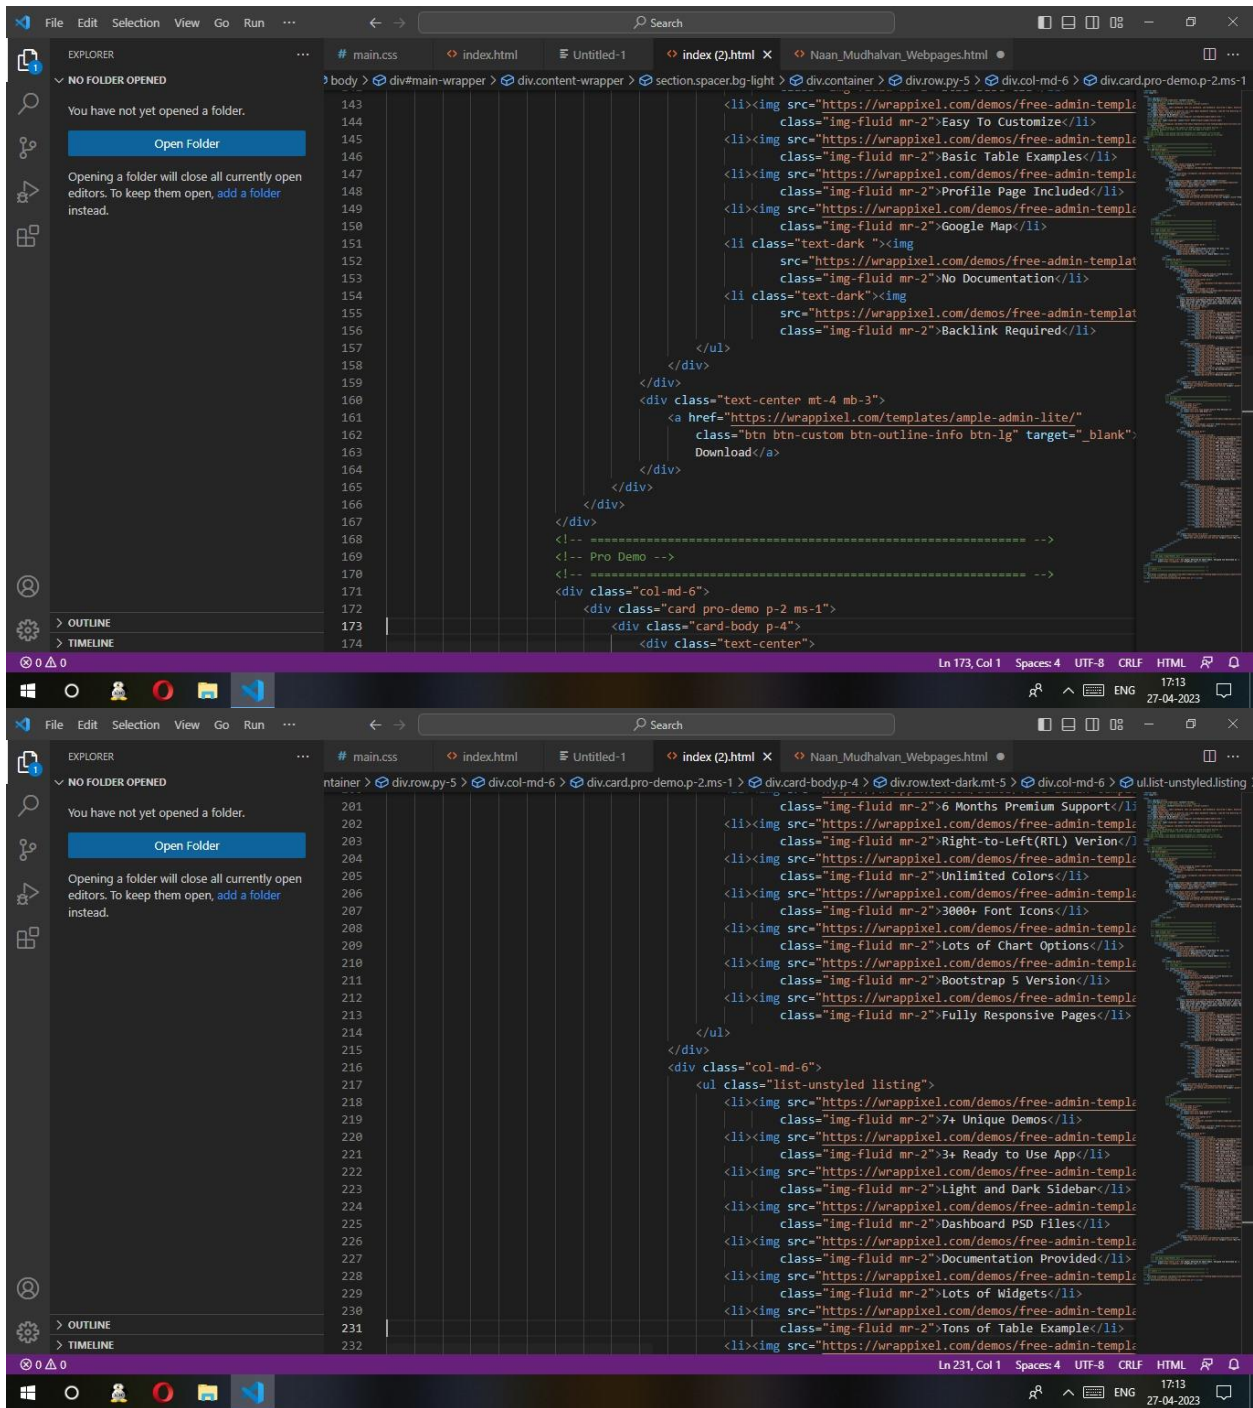 File Edit Selection View Go Run ··· Search
EXPLORER ··· # main.css index.html Untitled-1 index (2).html Naan_Mudhalvan_Webpages.html
NO FOLDER OPENED body > div#main-wrapper > div.content-wrapper > section.spacer.bg-light > div.container > div.row.py-5 > div.col-md-6 > div.card.pro-demo.p-2.ms-1
You have not yet opened a folder.
Open Folder
Opening a folder will close all currently open
editors. To keep them open, add a folder
instead.
143 <li><img src="https://wrappixel.com/demos/free-admin-templa
144 class="img-fluid mr-2">Easy To Customize</li>
145 <li><img src="https://wrappixel.com/demos/free-admin-templa
146 class="img-fluid mr-2">Basic Table Examples</li>
147 <li><img src="https://wrappixel.com/demos/free-admin-templa
148 class="img-fluid mr-2">Profile Page Included</li>
149 <li><img src="https://wrappixel.com/demos/free-admin-templa
150 class="img-fluid mr-2">Google Map</li>
151 <li class="text-dark "><img
152 src="https://wrappixel.com/demos/free-admin-templat
153 class="img-fluid mr-2">No Documentation</li>
154 <li class="text-dark"><img
155 src="https://wrappixel.com/demos/free-admin-templat
156 class="img-fluid mr-2">Backlink Required</li>
157 </ul>
158 </div>
159 </div>
160 <div class="text-center mt-4 mb-3">
161 <a href="https://wrappixel.com/templates/ample-admin-lite/"
162 class="btn btn-custom btn-outline-info btn-lg" target="_blank">
163 Download</a>
164 </div>
165 </div>
166 </div>
167 </div>
168 <!-- ============================================================== -->
169 <!-- Pro Demo -->
170 <!-- ============================================================== -->
171 <div class="col-md-6">
172 <div class="card pro-demo p-2 ms-1">
173 <div class="card-body p-4">
174 <div class="text-center">
OUTLINE
TIMELINE
0 0 Ln 173, Col 1 Spaces: 4 UTF-8 CRLF HTML
ENG 17:13
27-04-2023
File Edit Selection View Go Run ··· Search
EXPLORER ··· # main.css index.html Untitled-1 index (2).html Naan_Mudhalvan_Webpages.html
NO FOLDER OPENED ntainer > div.row.py-5 > div.col-md-6 > div.card.pro-demo.p-2.ms-1 > div.card-body.p-4 > div.row.text-dark.mt-5 > div.col-md-6 > ul.list-unstyled.listing
You have not yet opened a folder.
Open Folder
Opening a folder will close all currently open
editors. To keep them open, add a folder
instead.
201 class="img-fluid mr-2">6 Months Premium Support</li
202 <li><img src="https://wrappixel.com/demos/free-admin-templa
203 class="img-fluid mr-2">Right-to-Left(RTL) Verion</l
204 <li><img src="https://wrappixel.com/demos/free-admin-templa
205 class="img-fluid mr-2">Unlimited Colors</li>
206 <li><img src="https://wrappixel.com/demos/free-admin-templa
207 class="img-fluid mr-2">3000+ Font Icons</li>
208 <li><img src="https://wrappixel.com/demos/free-admin-templa
209 class="img-fluid mr-2">Lots of Chart Options</li>
210 <li><img src="https://wrappixel.com/demos/free-admin-templa
211 class="img-fluid mr-2">Bootstrap 5 Version</li>
212 <li><img src="https://wrappixel.com/demos/free-admin-templa
213 class="img-fluid mr-2">Fully Responsive Pages</li>
214 </ul>
215 </div>
216 <div class="col-md-6">
217 <ul class="list-unstyled listing">
218 <li><img src="https://wrappixel.com/demos/free-admin-templa
219 class="img-fluid mr-2">7+ Unique Demos</li>
220 <li><img src="https://wrappixel.com/demos/free-admin-templa
221 class="img-fluid mr-2">3+ Ready to Use App</li>
222 <li><img src="https://wrappixel.com/demos/free-admin-templa
223 class="img-fluid mr-2">Light and Dark Sidebar</li>
224 <li><img src="https://wrappixel.com/demos/free-admin-templa
225 class="img-fluid mr-2">Dashboard PSD Files</li>
226 <li><img src="https://wrappixel.com/demos/free-admin-templa
227 class="img-fluid mr-2">Documentation Provided</li>
228 <li><img src="https://wrappixel.com/demos/free-admin-templa
229 class="img-fluid mr-2">Lots of Widgets</li>
230 <li><img src="https://wrappixel.com/demos/free-admin-templa
231 class="img-fluid mr-2">Tons of Table Example</li>
232 <li><img src="https://wrappixel.com/demos/free-admin-templa
OUTLINE
TIMELINE
0 0 Ln 231, Col 1 Spaces: 4 UTF-8 CRLF HTML
ENG 17:13
27-04-2023